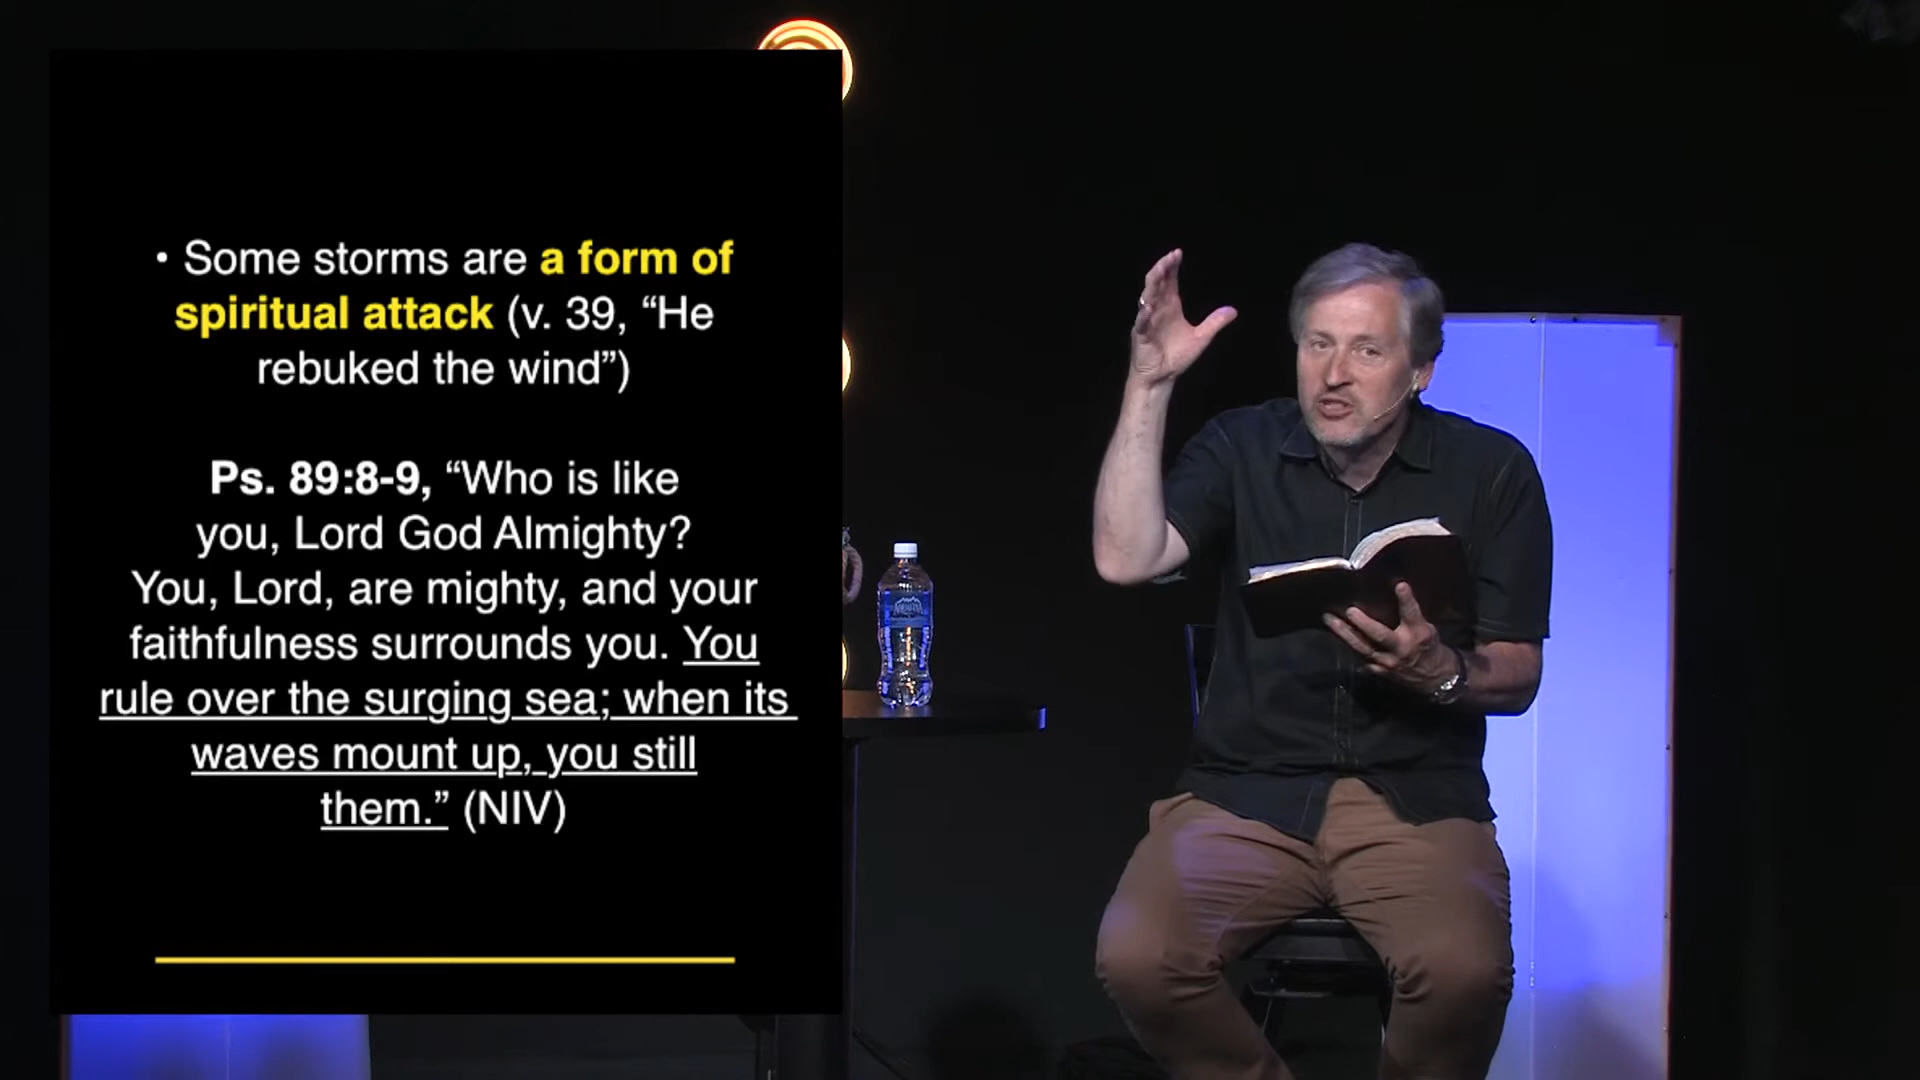 • Some storms are a form of
spiritual attack (v. 39, “He
rebuked the wind”)
Ps. 89:8-9, “Who is like
you, Lord God Almighty?
You, Lord, are mighty, and your
faithfulness surrounds you. You
rule over the surging sea; when its
waves mount up, you still
them.” (NIV)